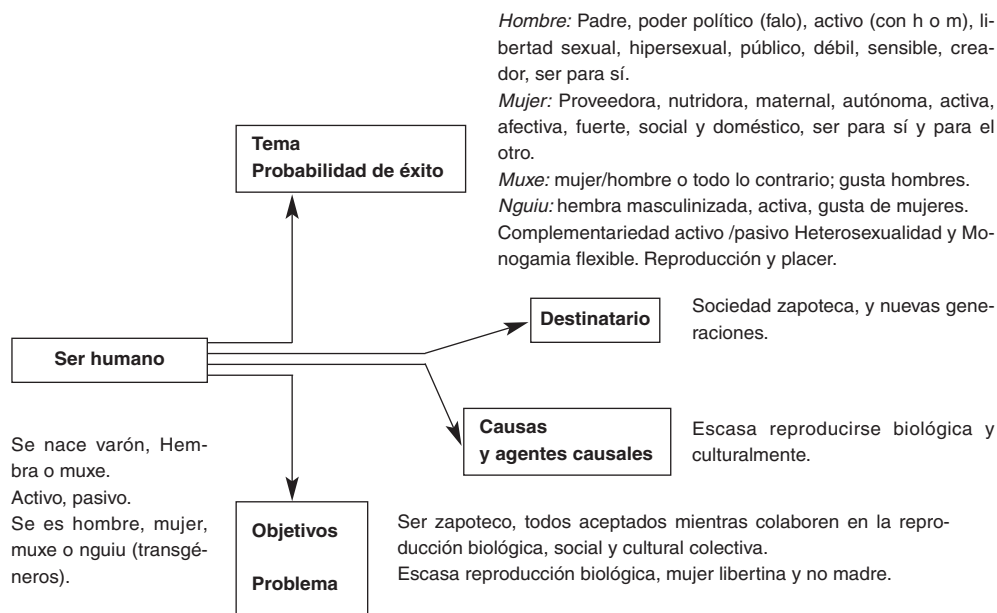 Hombre: Padre, poder político (falo), activo (con h o m), li-
bertad sexual, hipersexual, público, débil, sensible, crea-
dor, ser para sí.
Mujer: Proveedora, nutridora, maternal, autónoma, activa,
afectiva, fuerte, social y doméstico, ser para sí y para el
otro.
Muxe: mujer/hombre o todo lo contrario; gusta hombres.
Nguiu: hembra masculinizada, activa, gusta de mujeres.
Complementariedad activo /pasivo Heterosexualidad y Mo-
nogamia flexible. Reproducción y placer.
Tema
Probabilidad de éxito
Destinatario
Sociedad zapoteca, y nuevas gene-
raciones.
Ser humano
Causas
y agentes causales
Escasa reproducirse biológica y
culturalmente.
Se nace varón, Hem-
bra o muxe.
Activo, pasivo.
Se es hombre, mujer,
muxe o nguiu (transgé-
neros).
Objetivos
Problema
Ser zapoteco, todos aceptados mientras colaboren en la repro-
ducción biológica, social y cultural colectiva.
Escasa reproducción biológica, mujer libertina y no madre.